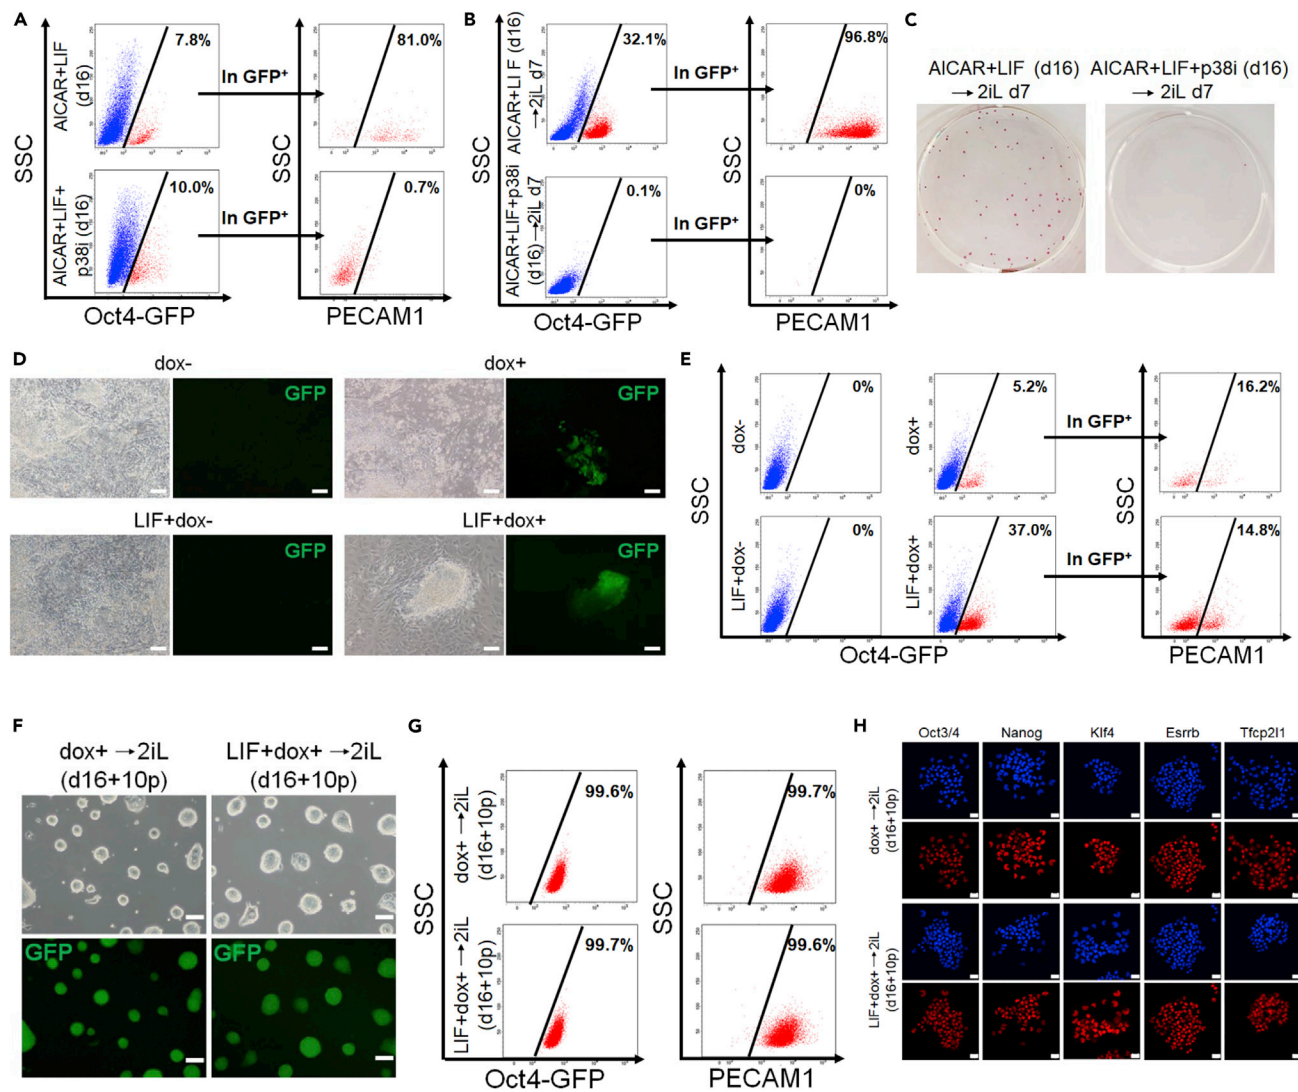 A
SSC
AICAR+LIF
(d16)
7.8%
In GFP+
81.0%
AICAR+LIF+
p38i (d16)
10.0%
In GFP+
0.7%
SSC
Oct4-GFP
PECAM1
B
SSC
AICAR+LIF (d16)
→2iL d7
32.1%
In GFP+
96.8%
AICAR+LIF+p38i
(d16) →2iL d7
0.1%
In GFP+
0%
SSC
Oct4-GFP
PECAM1
C
AICAR+LIF (d16)
→ 2iL d7
AICAR+LIF+p38i (d16)
→ 2iL d7
D
dox-
dox+
GFP
GFP
LIF+dox-
LIF+dox+
GFP
GFP
E
SSC
dox-
0%
dox+
5.2%
In GFP+
16.2%
LIF+dox-
0%
LIF+dox+
37.0%
In GFP+
14.8%
SSC
Oct4-GFP
PECAM1
F
dox+ →2iL
(d16+10p)
LIF+dox+ →2iL
(d16+10p)
GFP
GFP
G
SSC
dox+ →2iL
(d16+10p)
99.6%
99.7%
LIF+dox+ →2iL
(d16+10p)
99.7%
99.6%
SSC
Oct4-GFP
PECAM1
H
Oct3/4
Nanog
Klf4
Esrrb
Tfcp2l1
dox+ →2iL
(d16+10p)
LIF+dox+ →2iL
(d16+10p)